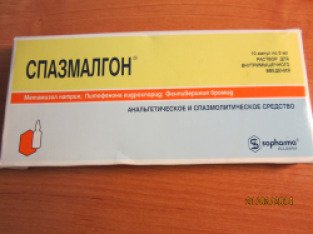 СПАЗМАЛГОН®
10 ампул по 5 мл
РАСТВОР ДЛЯ
ВНУТРИМЫШЕЧНОГО
ВВЕДЕНИЯ
Метамизол натрия, Питофенона гидрохлорид, Фенпивериния бромид
АНАЛЬГЕТИЧЕСКОЕ И СПАЗМОЛИТИЧЕСКОЕ СРЕДСТВО
sopharma